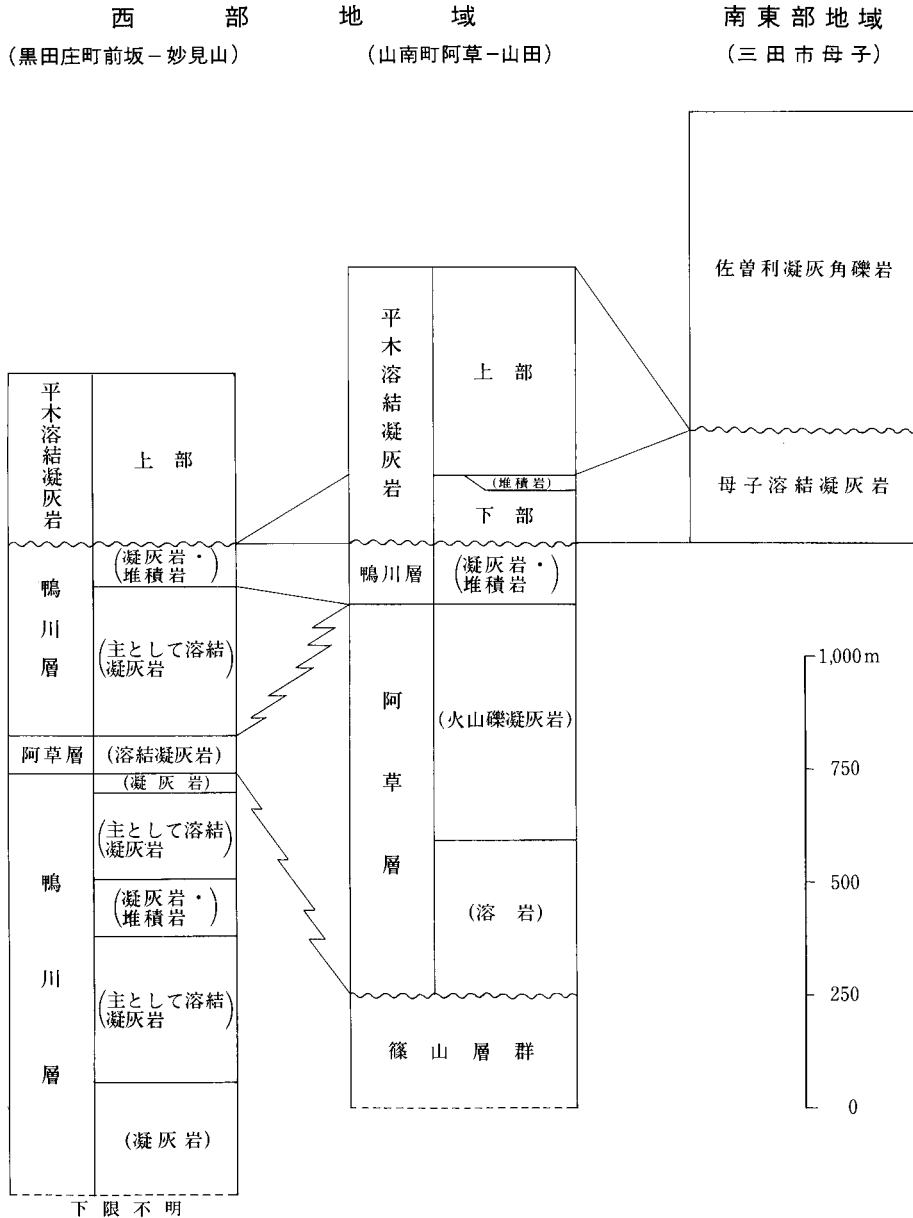 西部地域
(黒田庄町前坂－妙見山)
(山南町阿草－山田)
南東部地域
(三田市母子)
平木溶結凝灰岩
上部
鴨川層
(凝灰岩・
堆積岩)
(主として溶結
凝灰岩)
阿草層
(溶結凝灰岩)
鴨川層
(凝灰岩)
(主として溶結
凝灰岩)
(凝灰岩・
堆積岩)
(主として溶結
凝灰岩)
(凝灰岩)
下限不明
平木溶結凝灰岩
上部
(堆積岩)
下部
鴨川層
(凝灰岩・
堆積岩)
阿草層
(火山礫凝灰岩)
(溶岩)
篠山層群
佐曽利凝灰角礫岩
母子溶結凝灰岩
1,000m
750
500
250
0